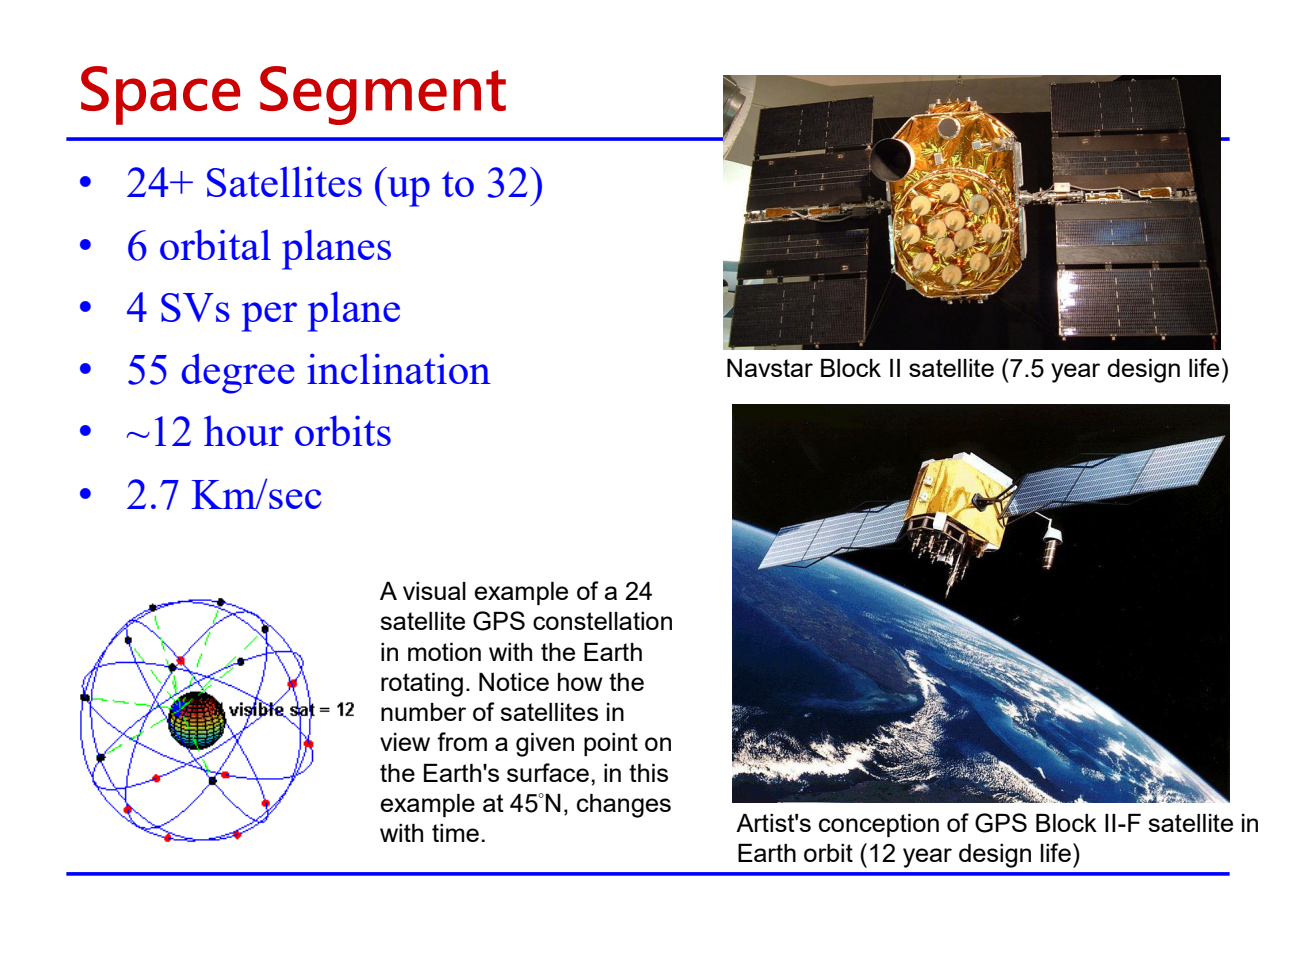 Space Segment
• 24+ Satellites (up to 32)
• 6 orbital planes
• 4 SVs per plane
• 55 degree inclination
• ~12 hour orbits
• 2.7 Km/sec
Navstar Block II satellite (7.5 year design life)
visible sat = 12
A visual example of a 24
satellite GPS constellation
in motion with the Earth
rotating. Notice how the
number of satellites in
view from a given point on
the Earth's surface, in this
example at 45°N, changes
with time.
Artist's conception of GPS Block II-F satellite in
Earth orbit (12 year design life)